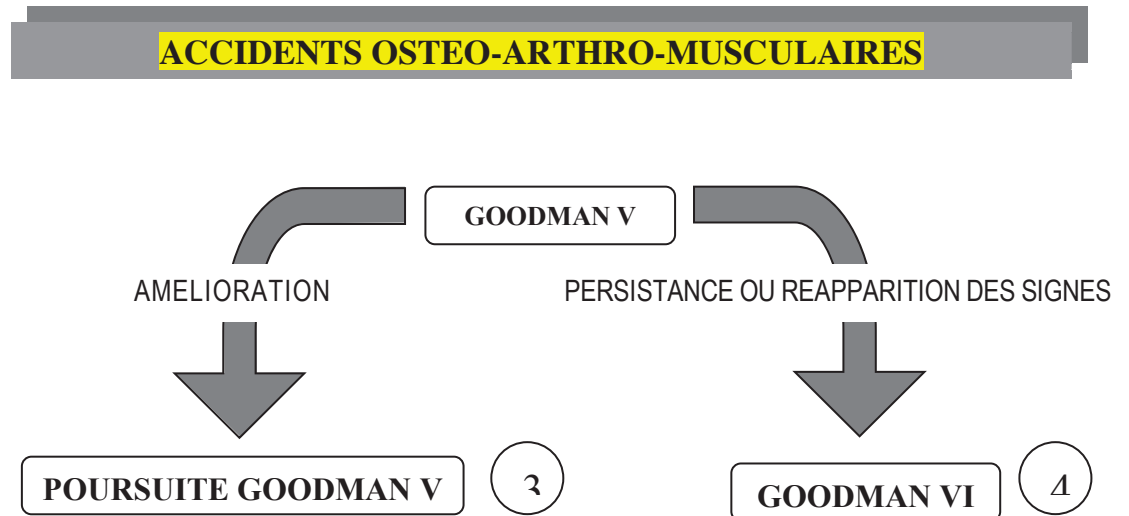 ACCIDENTS OSTEO-ARTHRO-MUSCULAIRES
GOODMAN V
AMELIORATION
PERSISTANCE OU REAPPARITION DES SIGNES
POURSUITE GOODMAN V
3
GOODMAN VI
4